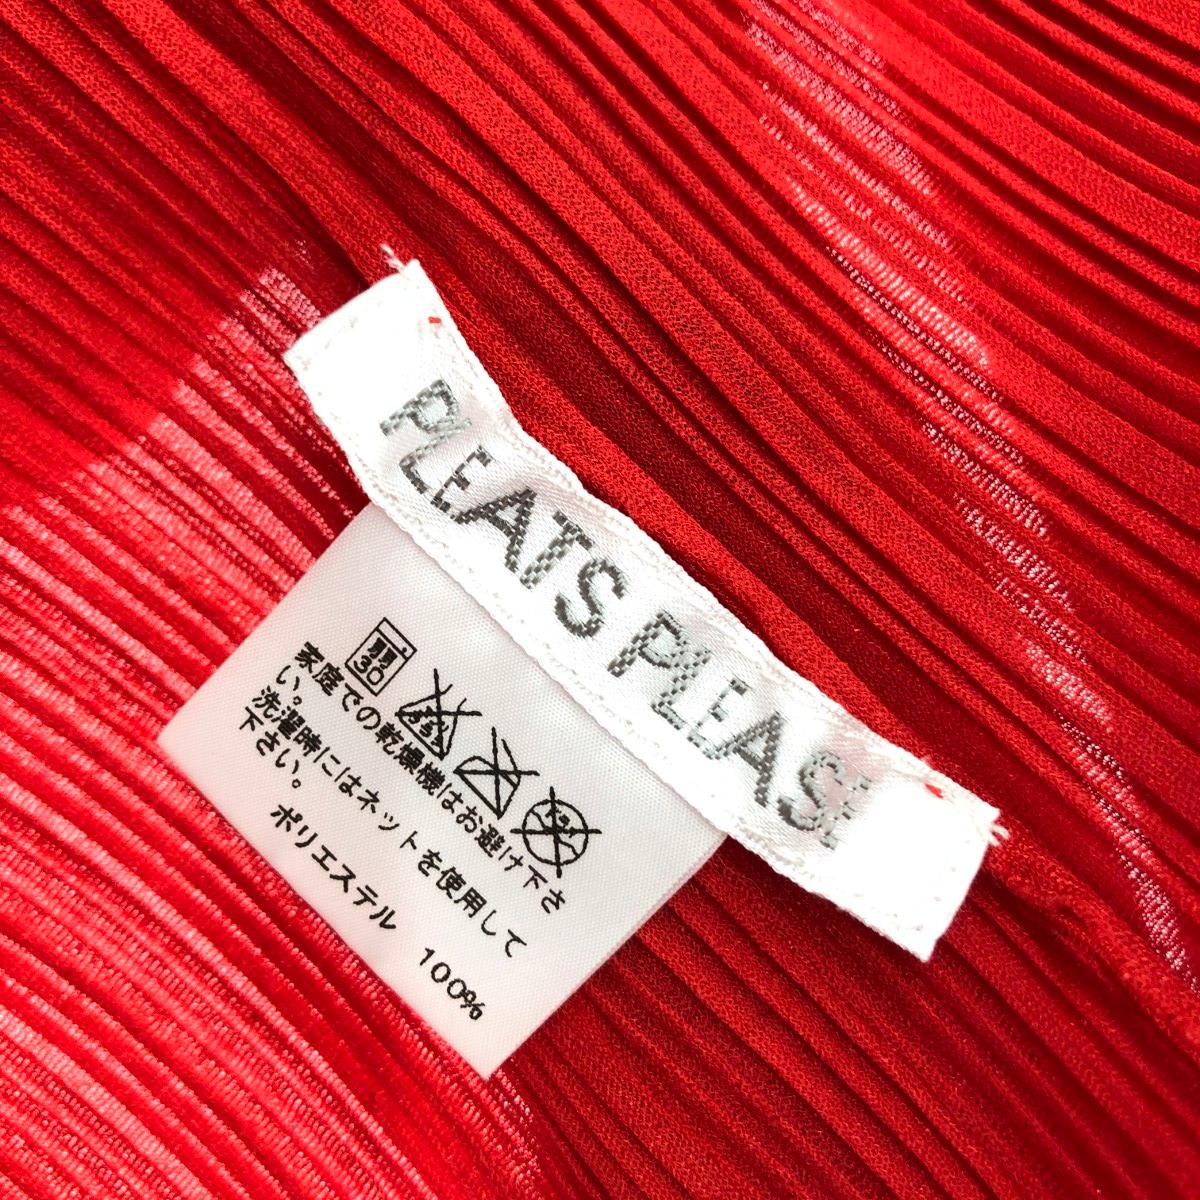 PLEATS PLEASE
30
家庭での乾燥機はお避け下さ
い。
洗濯時にはネットを使用して
下さい。
ポリエステル 100%